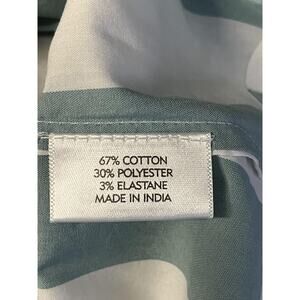 67% COTTON
30% POLYESTER
3% ELASTANE
MADE IN INDIA